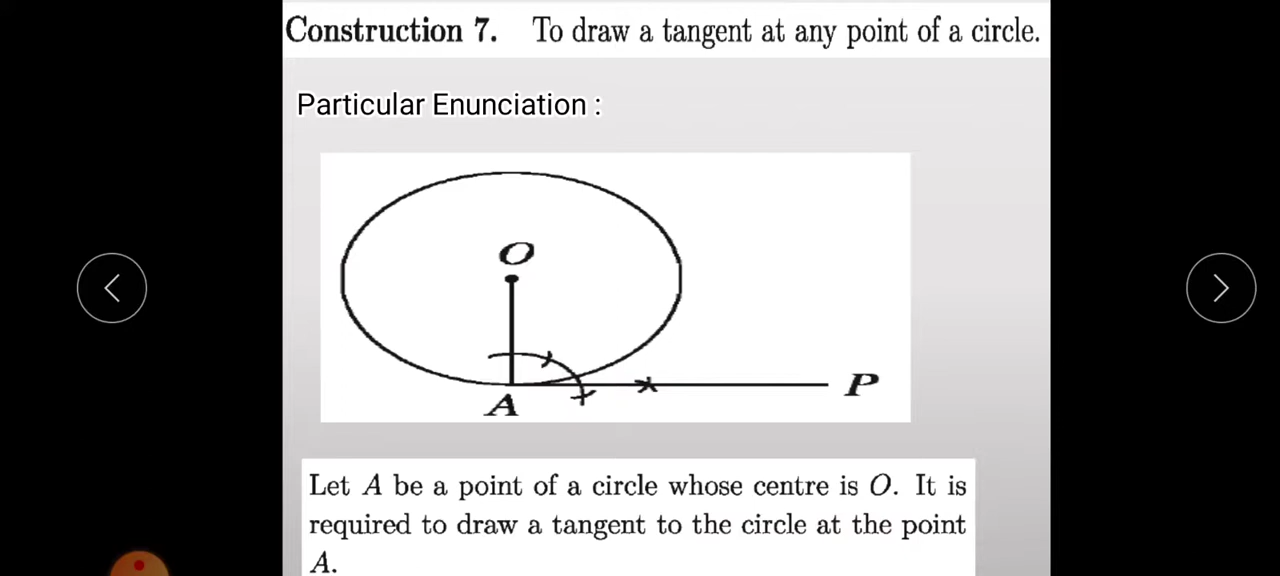 Construction 7. To draw a tangent at any point of a circle.
Particular Enunciation :
O
A
P
Let A be a point of a circle whose centre is O. It is
required to draw a tangent to the circle at the point
A.